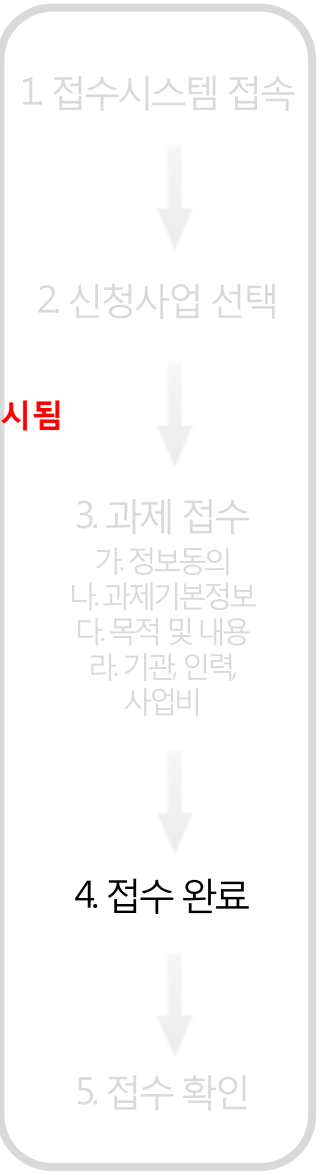 1. 접수시스템 접속
2. 신청사업 선택
시됨
3. 과제 접수
가. 정보동의
나. 과제기본정보
다. 목적 및 내용
라. 기관, 인력,
사업비
4. 접수 완료
5. 접수 확인